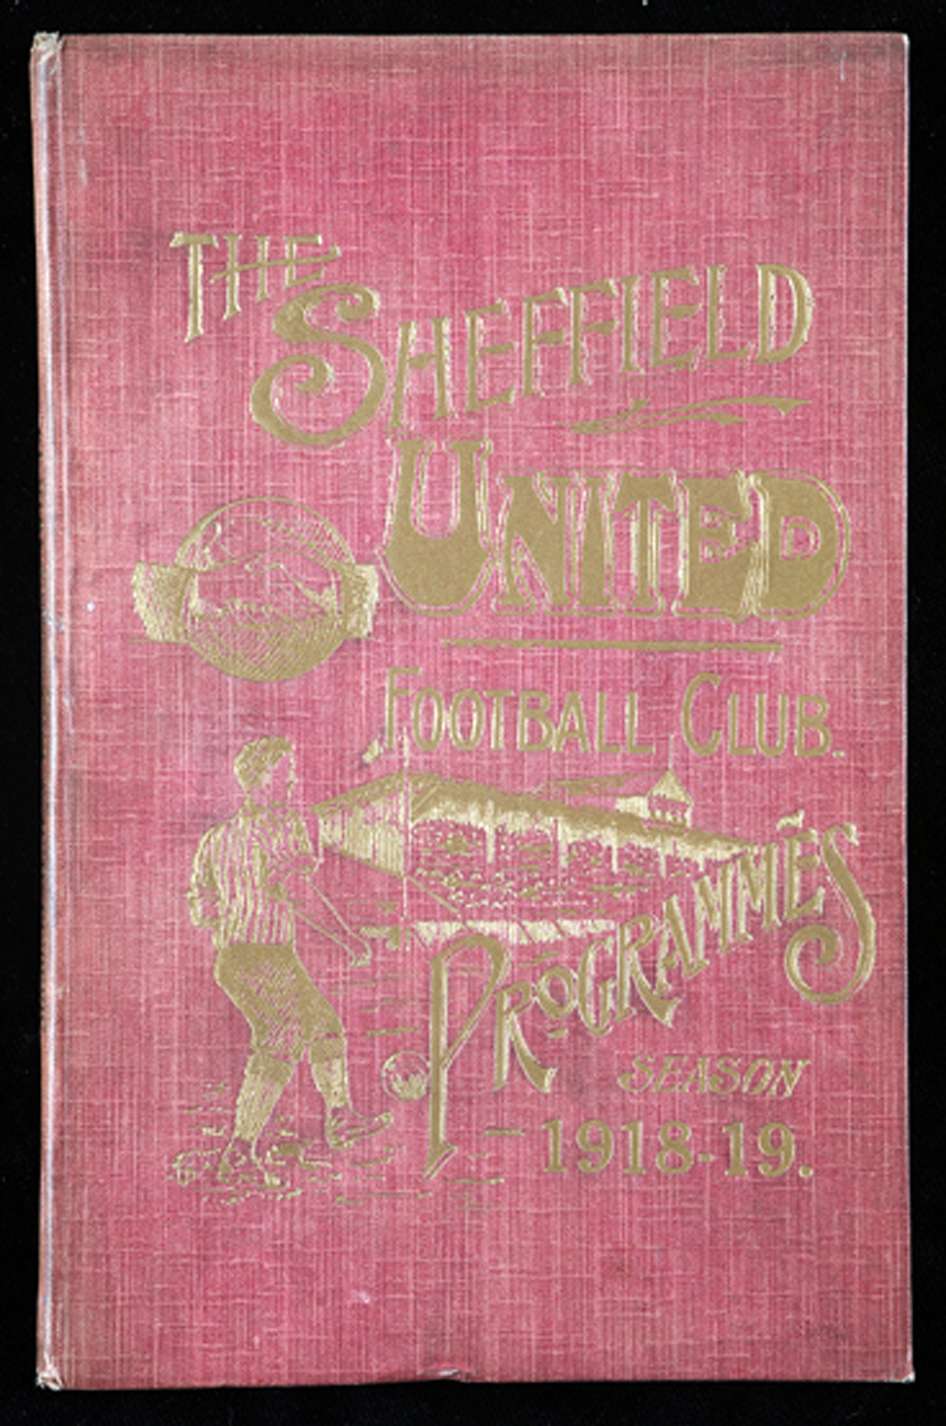 THE
SHEFFIELD
UNITED
FOOTBALL CLUB.
PROGRAMMES
SEASON
1918-19.